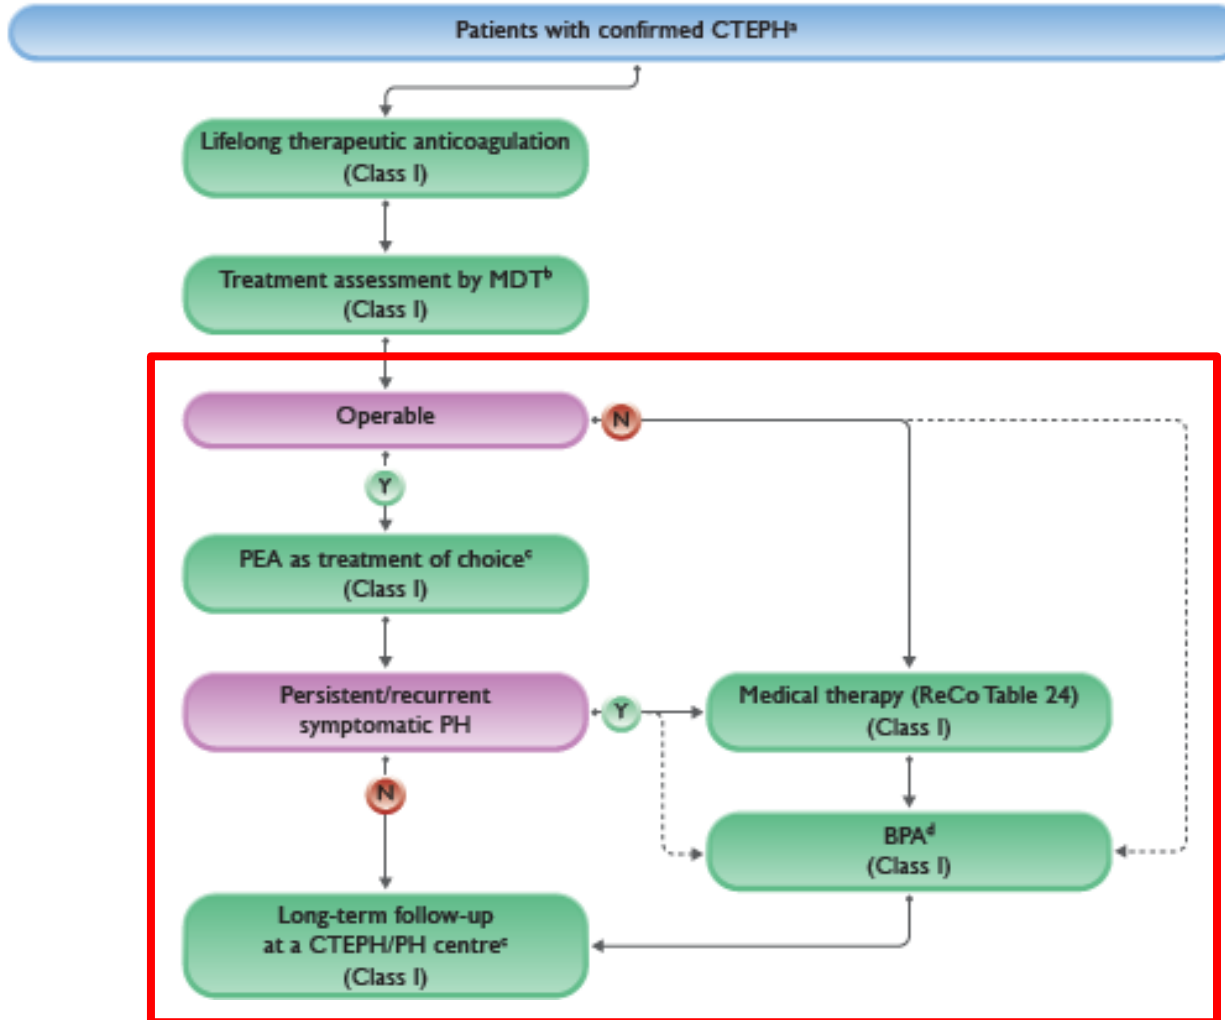 Patients with confirmed CTEPHᵃ
Lifelong therapeutic anticoagulation
(Class I)
Treatment assessment by MDTᵇ
(Class I)
Operable
N
Y
PEA as treatment of choiceᶜ
(Class I)
Persistent/recurrent
symptomatic PH
Y
Medical therapy (ReCo Table 24)
(Class I)
N
BPAᵈ
(Class I)
Long-term follow-up
at a CTEPH/PH centreᵉ
(Class I)